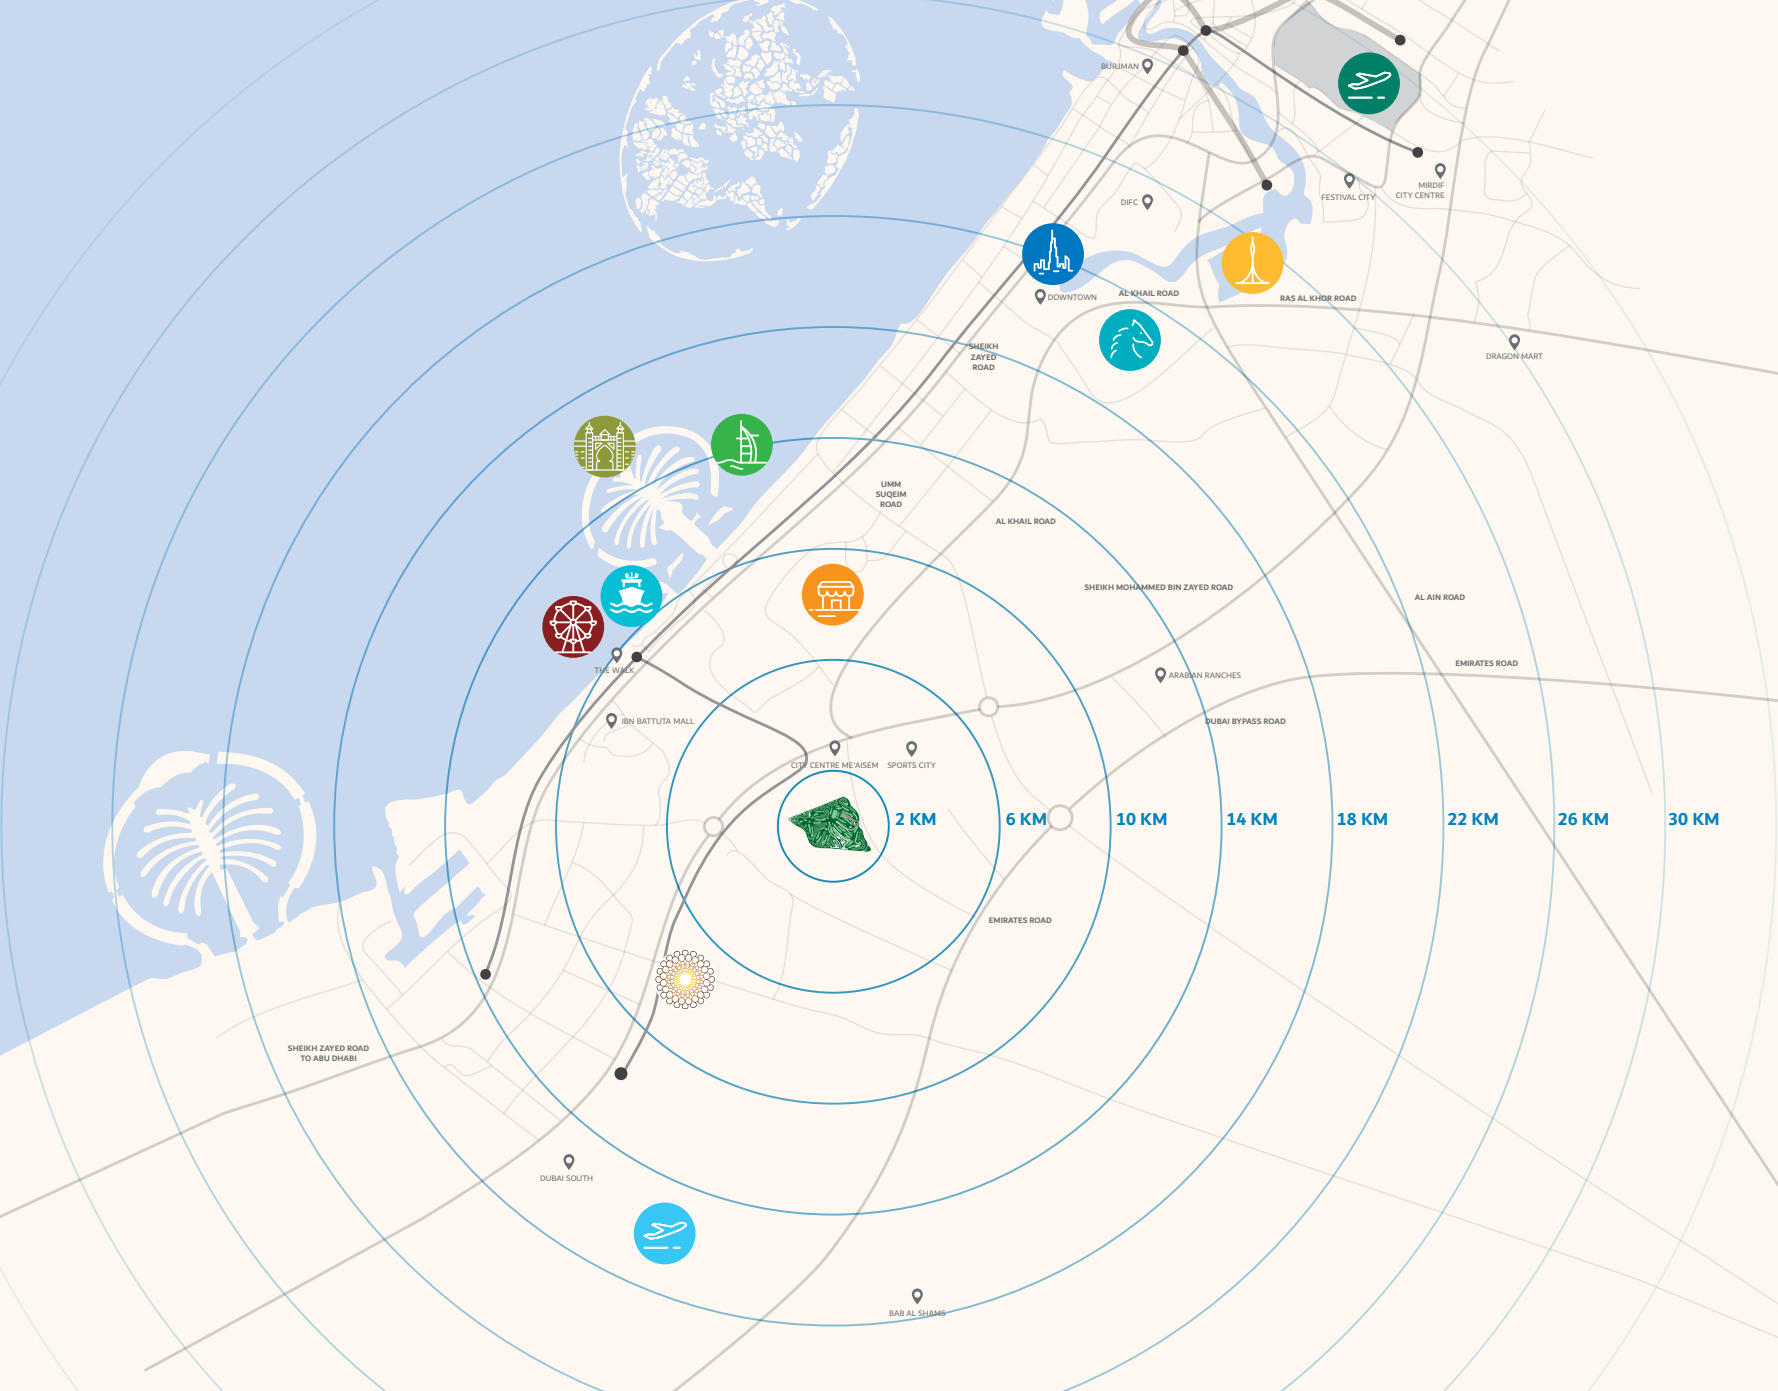 BURJMAN
MIRDIF
CITY CENTRE
FESTIVAL CITY
DIFC
DOWNTOWN
AL KHAIL ROAD
RAS AL KHOR ROAD
SHEIKH
ZAYED
ROAD
DRAGON MART
UMM
SUQEIM
ROAD
AL KHAIL ROAD
SHEIKH MOHAMMED BIN ZAYED ROAD
AL AIN ROAD
THE WALK
ARABIAN RANCHES
EMIRATES ROAD
IBN BATTUTA MALL
DUBAI BYPASS ROAD
CITY CENTRE ME'AISEM
SPORTS CITY
2 KM
6 KM
10 KM
14 KM
18 KM
22 KM
26 KM
30 KM
EMIRATES ROAD
SHEIKH ZAYED ROAD
TO ABU DHABI
DUBAI SOUTH
BAB AL SHAMS